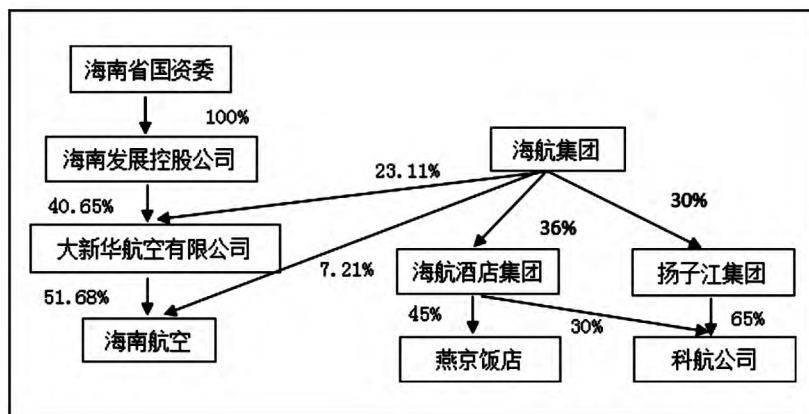 海南省国资委
100%
海南发展控股公司
海航集团
23.11%
40.65%
30%
大新华航空有限公司
36%
7.21%
海航酒店集团
扬子江集团
51.68%
45%
30%
65%
海南航空
燕京饭店
科航公司